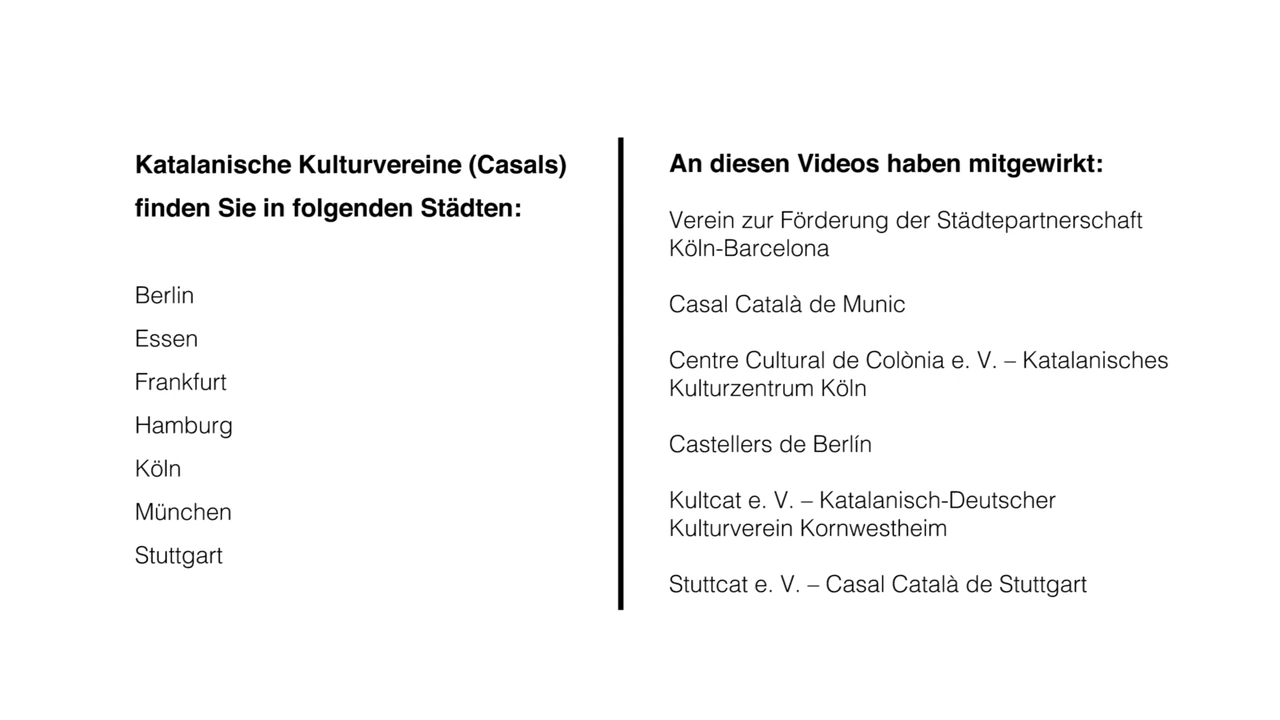 Katalanische Kulturvereine (Casals)
finden Sie in folgenden Städten:
Berlin
Essen
Frankfurt
Hamburg
Köln
München
Stuttgart
An diesen Videos haben mitgewirkt:
Verein zur Förderung der Städtepartnerschaft
Köln-Barcelona
Casal Català de Munic
Centre Cultural de Colònia e. V. – Katalanisches
Kulturzentrum Köln
Castellers de Berlín
Kultcat e. V. – Katalanisch-Deutscher
Kulturverein Kornwestheim
Stuttcat e. V. – Casal Català de Stuttgart